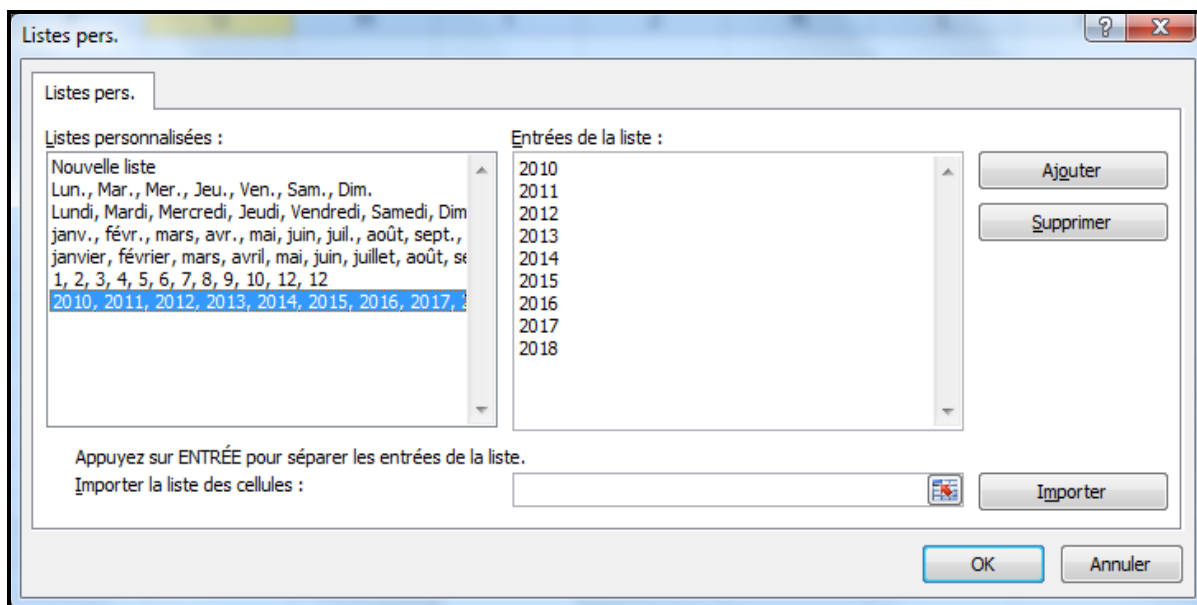 Listes pers.
Listes pers.
Listes personnalisées :
Nouvelle liste
Lun., Mar., Mer., Jeu., Ven., Sam., Dim.
Lundi, Mardi, Mercredi, Jeudi, Vendredi, Samedi, Dim
janv., févr., mars, avr., mai, juin, juil., août, sept.,
janvier, février, mars, avril, mai, juin, juillet, août, se
1, 2, 3, 4, 5, 6, 7, 8, 9, 10, 12, 12
2010, 2011, 2012, 2013, 2014, 2015, 2016, 2017,
Entrées de la liste :
2010
2011
2012
2013
2014
2015
2016
2017
2018
Ajouter
Supprimer
Appuyez sur ENTRÉE pour séparer les entrées de la liste.
Importer la liste des cellules :
Importer
OK
Annuler